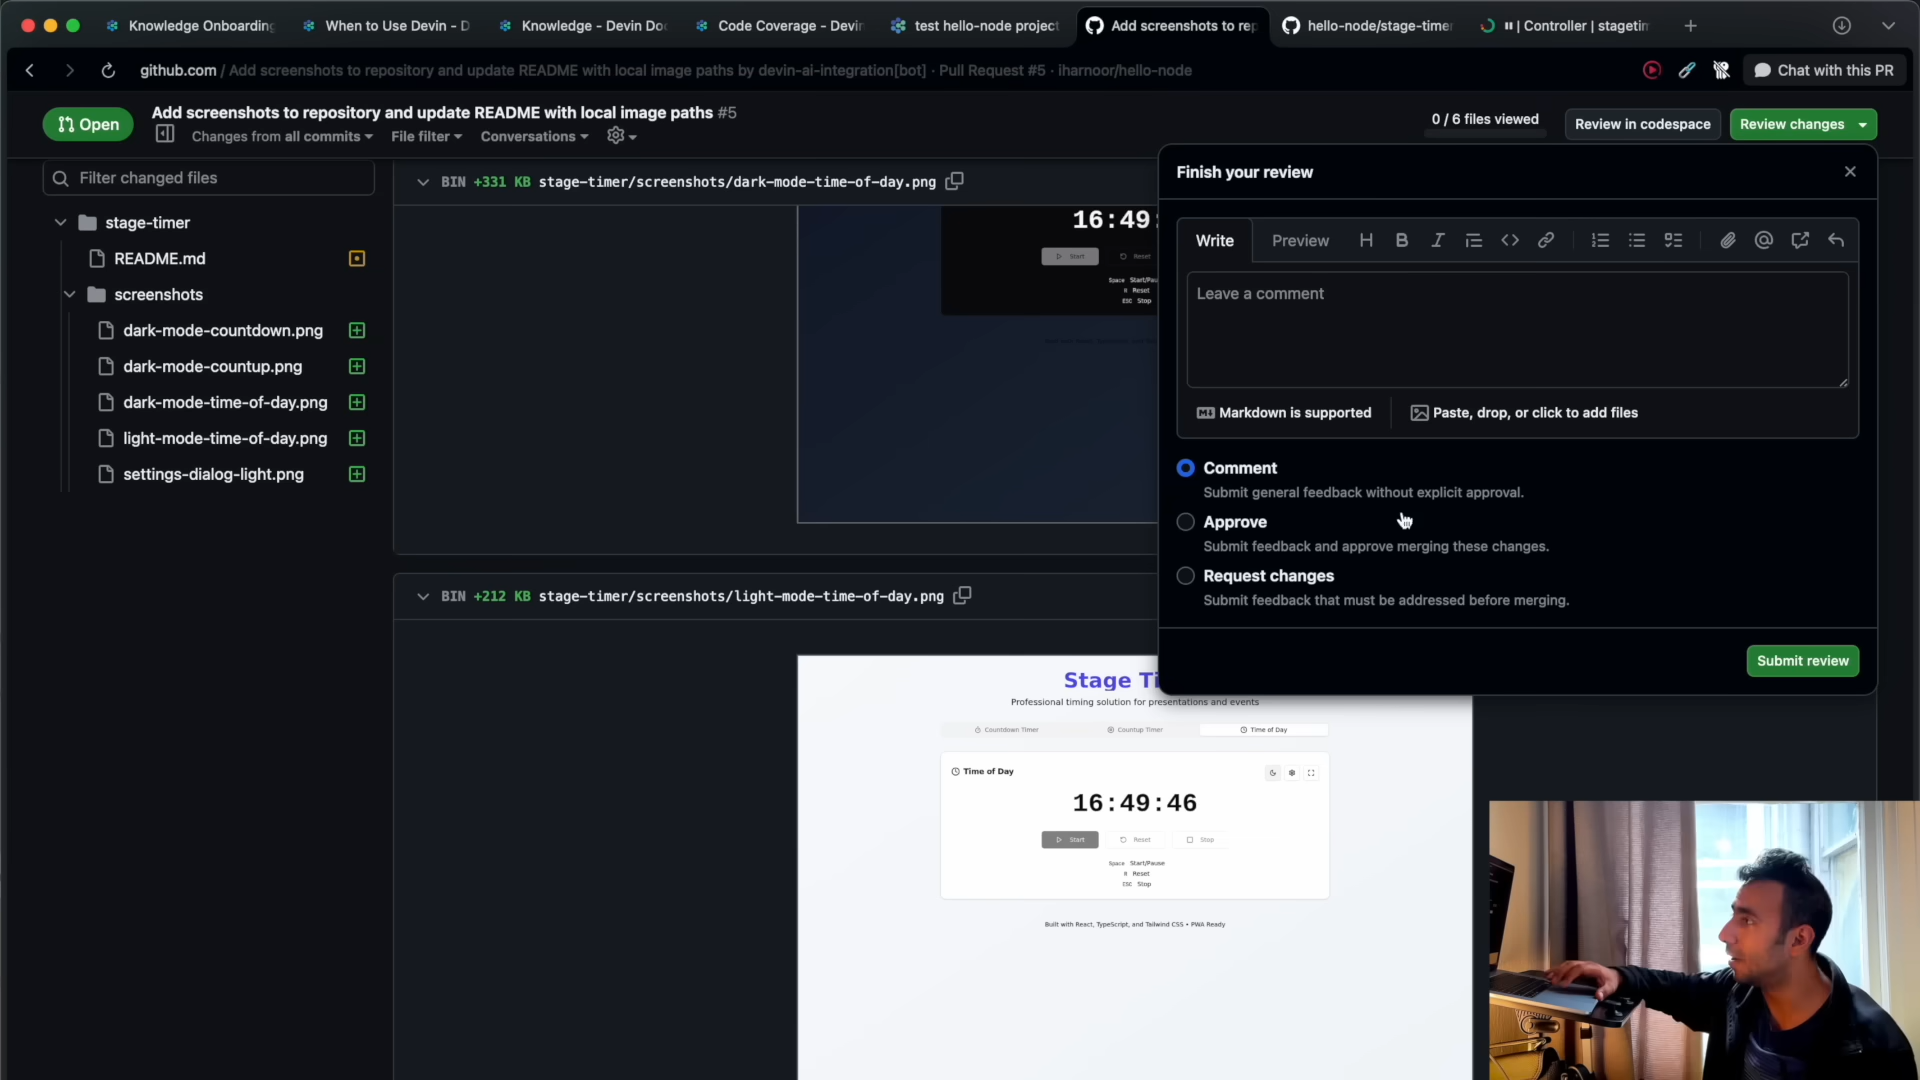 Knowledge Onboarding
When to Use Devin - D
Knowledge - Devin Do
Code Coverage - Devin
test hello-node project
Add screenshots to rep
hello-node/stage-timer
Controller | stagetim
github.com / Add screenshots to repository and update README with local image paths by devin-ai-integration[bot] · Pull Request #5 · iharnoor/hello-node
Chat with this PR
Open
Add screenshots to repository and update README with local image paths #5
Changes from all commits
File filter
Conversations
0 / 6 files viewed
Review in codespace
Review changes
Filter changed files
stage-timer
README.md
screenshots
dark-mode-countdown.png
dark-mode-countup.png
dark-mode-time-of-day.png
light-mode-time-of-day.png
settings-dialog-light.png
BIN +331 KB stage-timer/screenshots/dark-mode-time-of-day.png
16:49:
Start
Reset
Space Start/Pau
R Reset
ESC Stop
BIN +212 KB stage-timer/screenshots/light-mode-time-of-day.png
Stage Ti
Professional timing solution for presentations and events
Countdown Timer
Countup Timer
Time of Day
Time of Day
16:49:46
Start
Reset
Stop
Space Start/Pause
R Reset
ESC Stop
Built with React, TypeScript, and Tailwind CSS • PWA Ready
Finish your review
Write
Preview
Leave a comment
Markdown is supported
Paste, drop, or click to add files
Comment
Submit general feedback without explicit approval.
Approve
Submit feedback and approve merging these changes.
Request changes
Submit feedback that must be addressed before merging.
Submit review